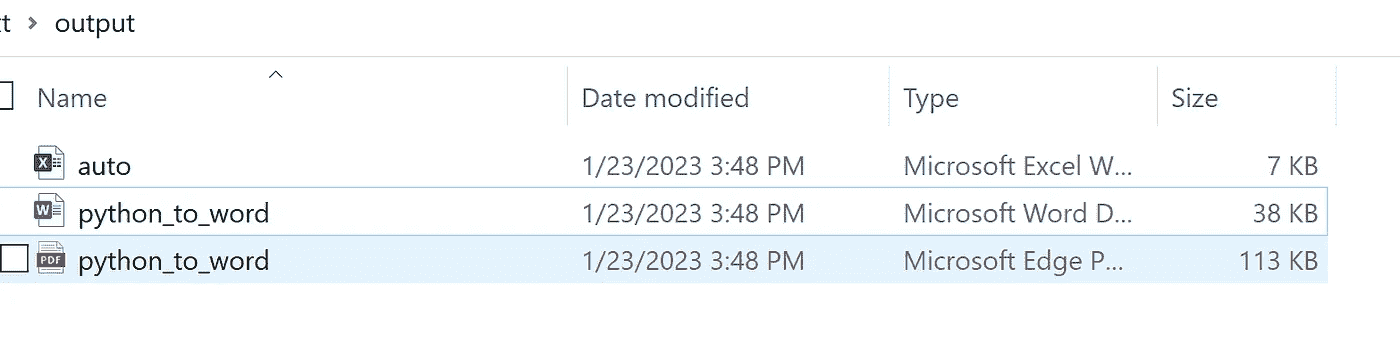 > output
Name Date modified Type Size
auto 1/23/2023 3:48 PM Microsoft Excel W... 7 KB
python_to_word 1/23/2023 3:48 PM Microsoft Word D... 38 KB
PDF python_to_word 1/23/2023 3:48 PM Microsoft Edge P... 113 KB